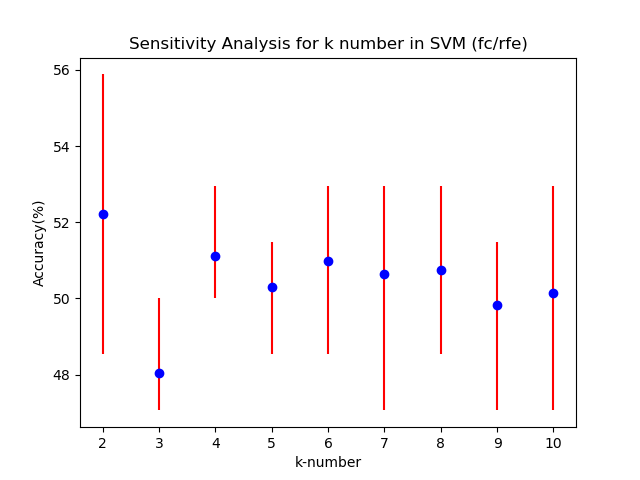 Sensitivity Analysis for k number in SVM (fc/rfe)
56
54
52
50
48
Accuracy(%)
2 3 4 5 6 7 8 9 10
k-number